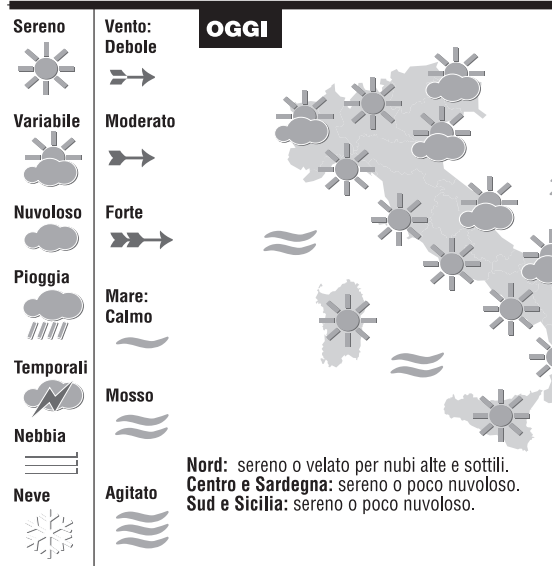 Sereno
Variabile
Nuvoloso
Pioggia
Temporali
Nebbia
Neve
Vento:
Debole
Moderato
Forte
Mare:
Calmo
Mosso
Agitato
OGGI
Nord: sereno o velato per nubi alte e sottili.
Centro e Sardegna: sereno o poco nuvoloso.
Sud e Sicilia: sereno o poco nuvoloso.